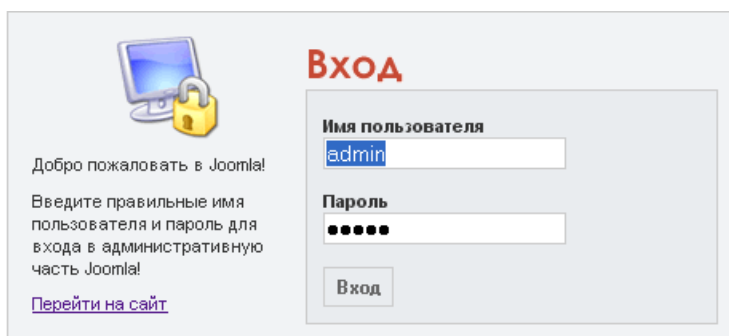 Добро пожаловать в Joomla!
Введите правильные имя
пользователя и пароль для
входа в административную
часть Joomla!
Перейти на сайт
Вход
Имя пользователя
admin
Пароль
•••••
Вход